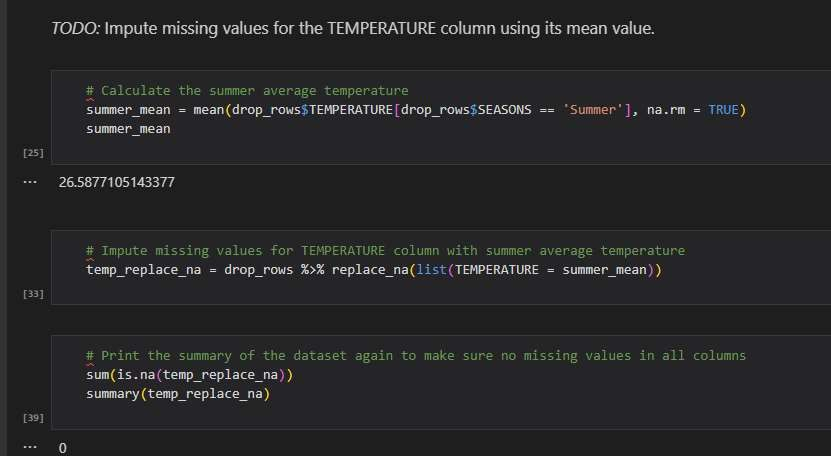 TODO: Impute missing values for the TEMPERATURE column using its mean value.
# Calculate the summer average temperature
summer_mean = mean(drop_rows$TEMPERATURE[drop_rows$SEASONS == 'Summer'], na.rm = TRUE)
summer_mean
[25]
... 26.5877105143377
# Impute missing values for TEMPERATURE column with summer average temperature
temp_replace_na = drop_rows %>% replace_na(list(TEMPERATURE = summer_mean))
[33]
# Print the summary of the dataset again to make sure no missing values in all columns
sum(is.na(temp_replace_na))
summary(temp_replace_na)
[39]
... 0